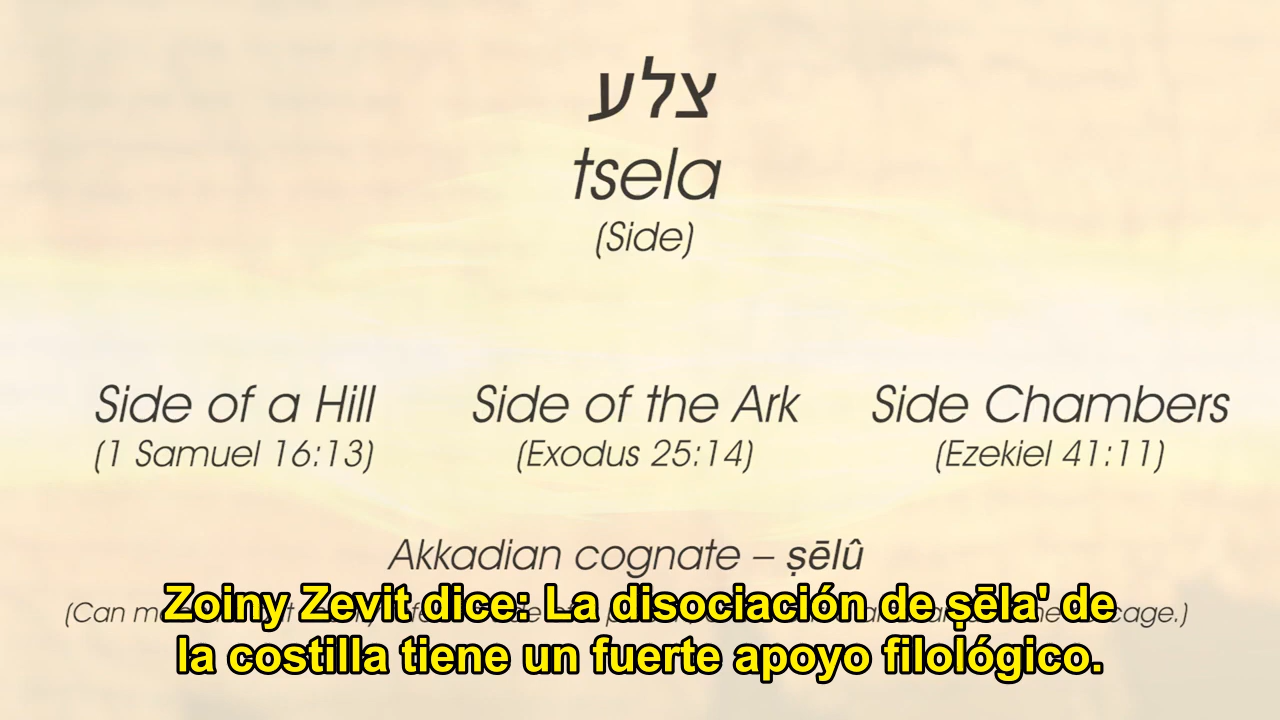 צלע
tsela
(Side)
Side of a Hill Side of the Ark Side Chambers
(1 Samuel 16:13) (Exodus 25:14) (Ezekiel 41:11)
Akkadian cognate – ṣēlû
(Can cage.)
Zoiny Zevit dice: La disociación de ṣēla' de
la costilla tiene un fuerte apoyo filológico.